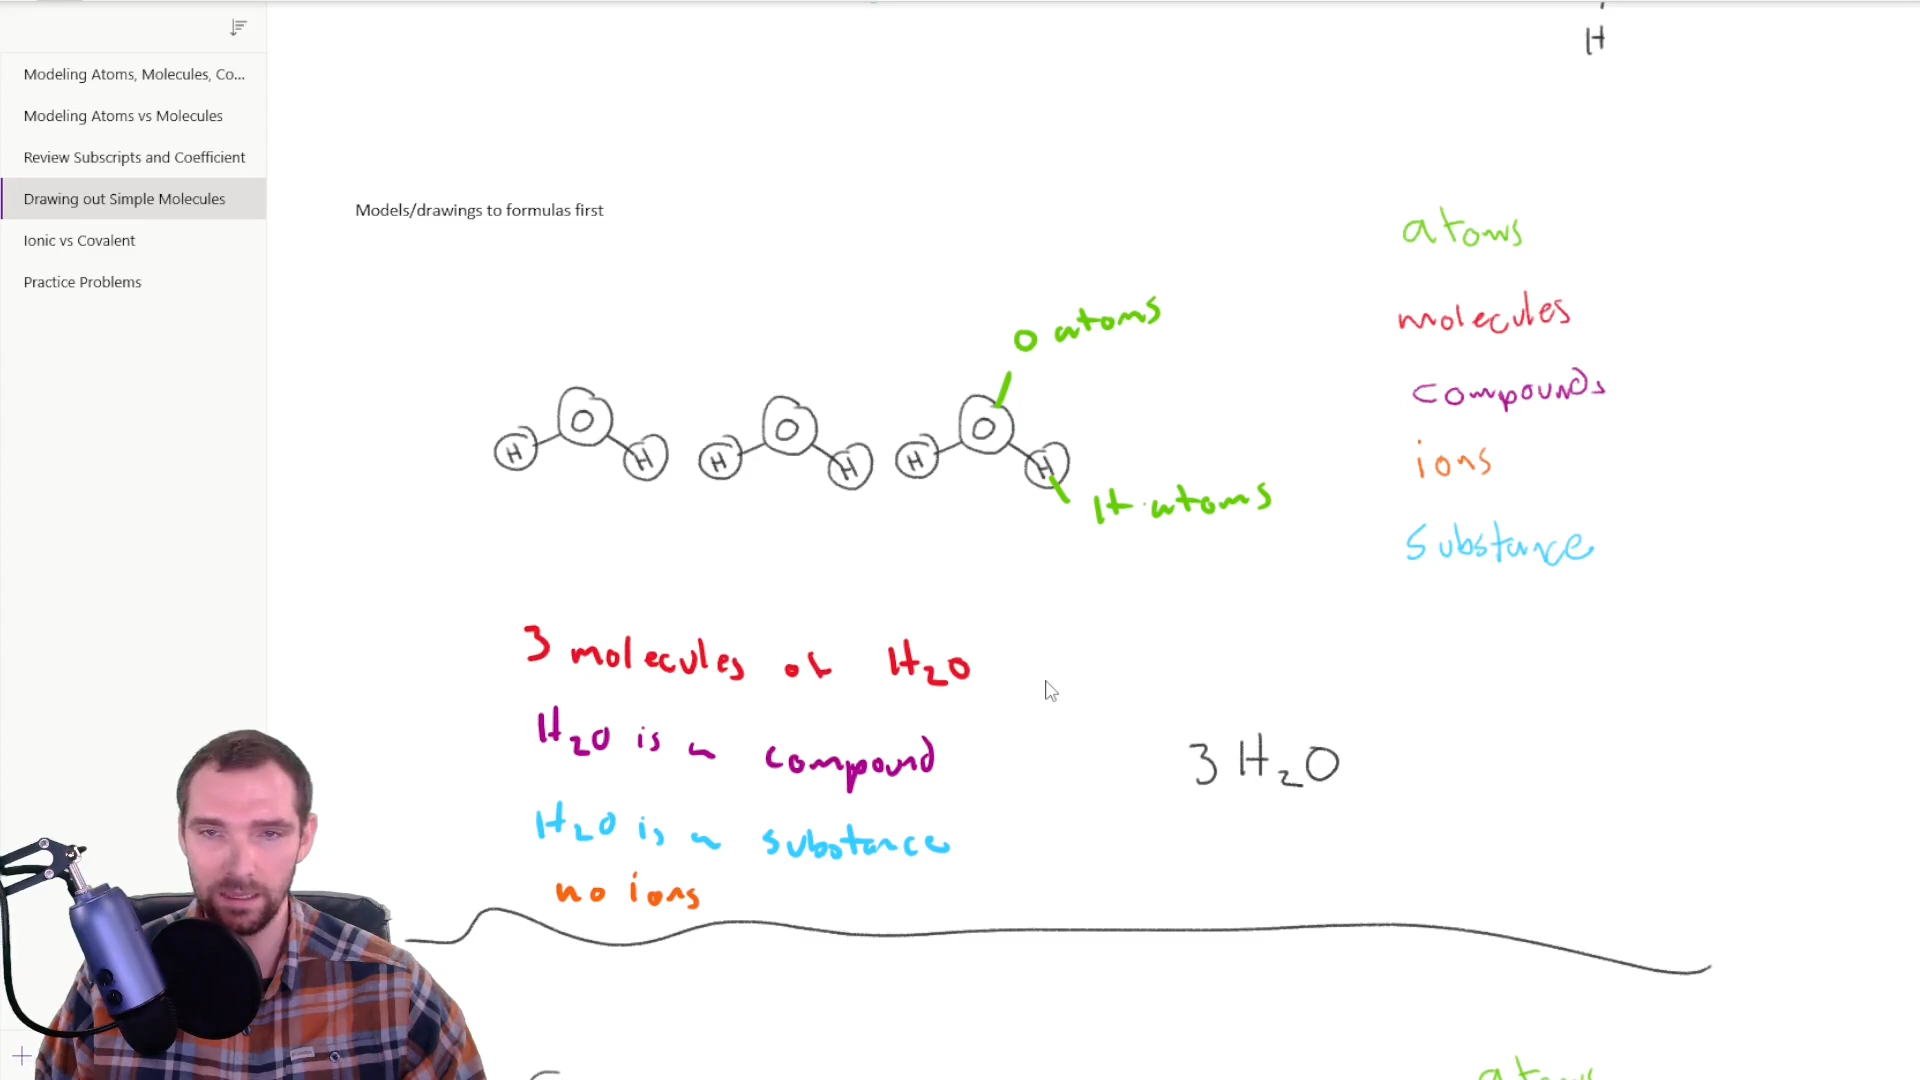 Modeling Atoms, Molecules, Co...
Modeling Atoms vs Molecules
Review Subscripts and Coefficient
Drawing out Simple Molecules
Ionic vs Covalent
Practice Problems
H
Models/drawings to formulas first
atoms
molecules
compounds
ions
substance
O atoms
O O O
H H H H H H
H atoms
3 molecules of H₂O
H₂O is a compound
3 H₂O
H₂O is a substance
no ions
atoms